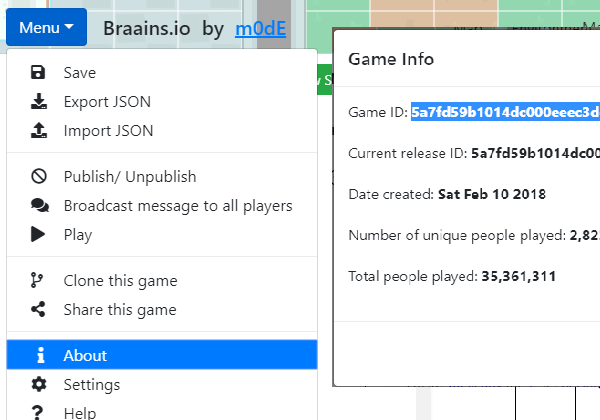 Menu Braains.io by m0dE
Save
Export JSON
Import JSON
Publish/ Unpublish
Broadcast message to all players
Play
Clone this game
Share this game
About
Settings
Help
Game Info
Game ID: 5a7fd59b1014dc000eeec3d
Current release ID: 5a7fd59b1014dc00
Date created: Sat Feb 10 2018
Number of unique people played: 2,82
Total people played: 35,361,311